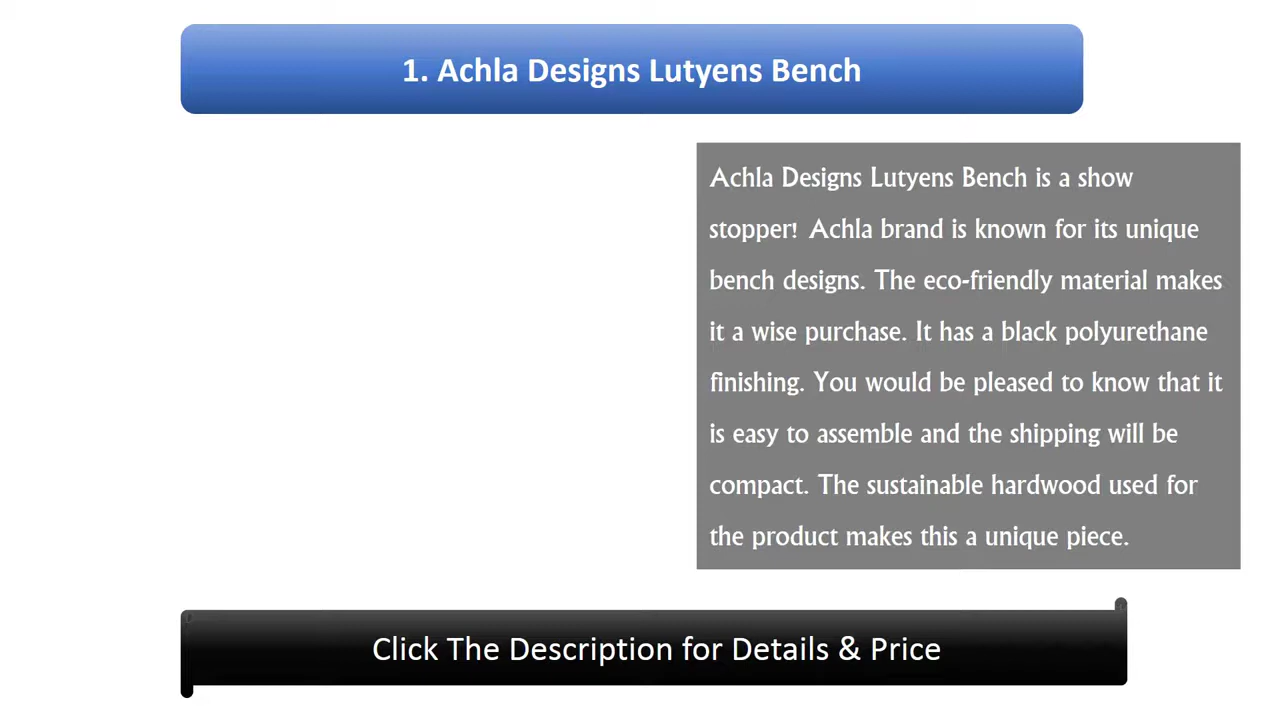 1. Achla Designs Lutyens Bench
Achla Designs Lutyens Bench is a show
stopper! Achla brand is known for its unique
bench designs. The eco-friendly material makes
it a wise purchase. It has a black polyurethane
finishing. You would be pleased to know that it
is easy to assemble and the shipping will be
compact. The sustainable hardwood used for
the product makes this a unique piece.
Click The Description for Details & Price